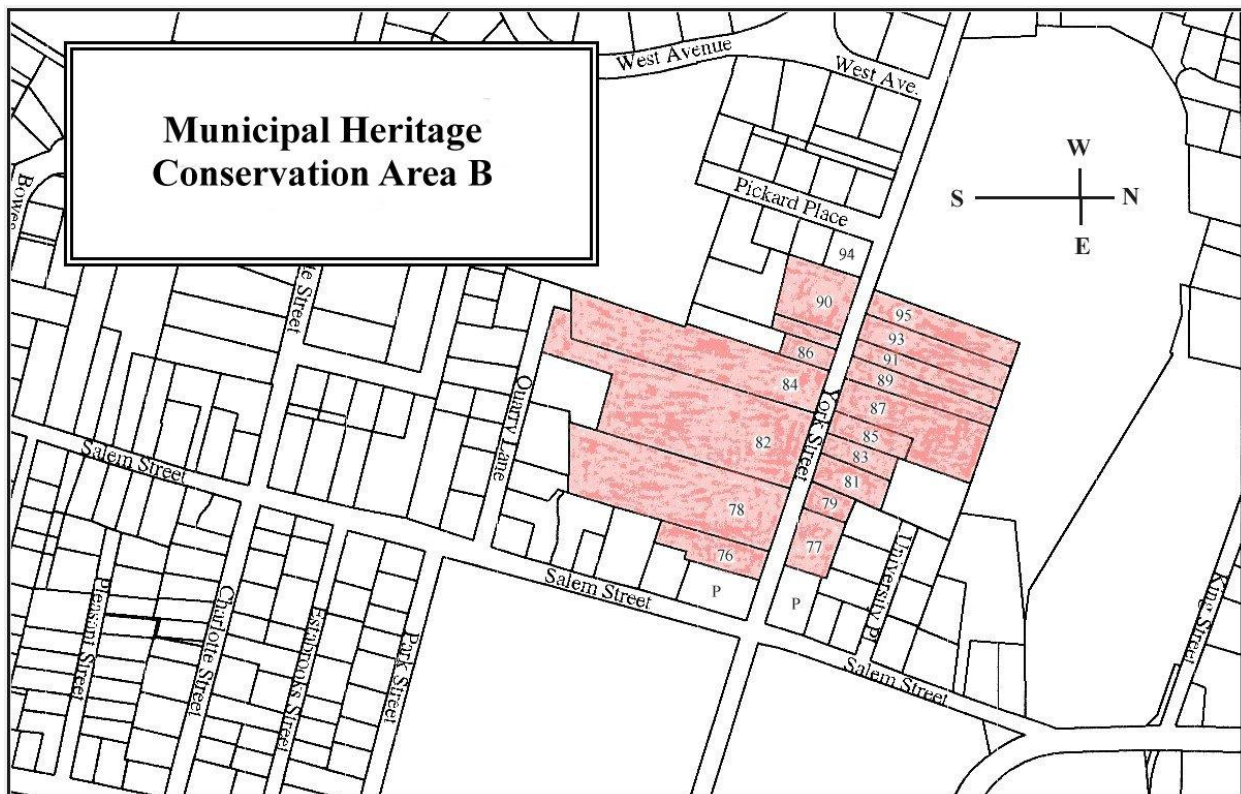 Municipal Heritage
Conservation Area B
West Avenue
West Ave.
W
S
N
E
Pickard Place
94
90
95
93
86
91
84
89
87
York Street
85
82
83
81
79
78
77
76
P
P
Quarry Lane
Salem Street
Salem Street
Salem Street
University Pl
King Street
Pleasant Street
Charlotte Street
Estabrooks Street
Park Street
Street